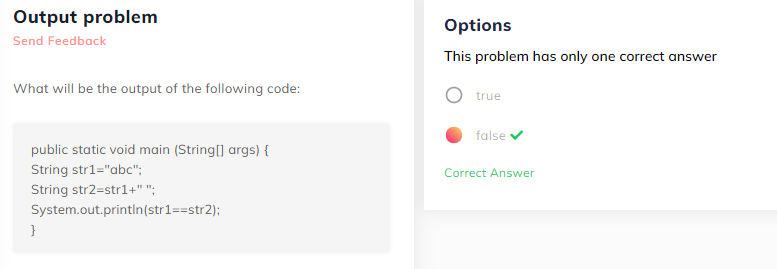 Output problem
Send Feedback
What will be the output of the following code:
public static void main (String[] args) {
String str1="abc";
String str2=str1+" ";
System.out.println(str1==str2);
}
Options
This problem has only one correct answer
true
false
Correct Answer